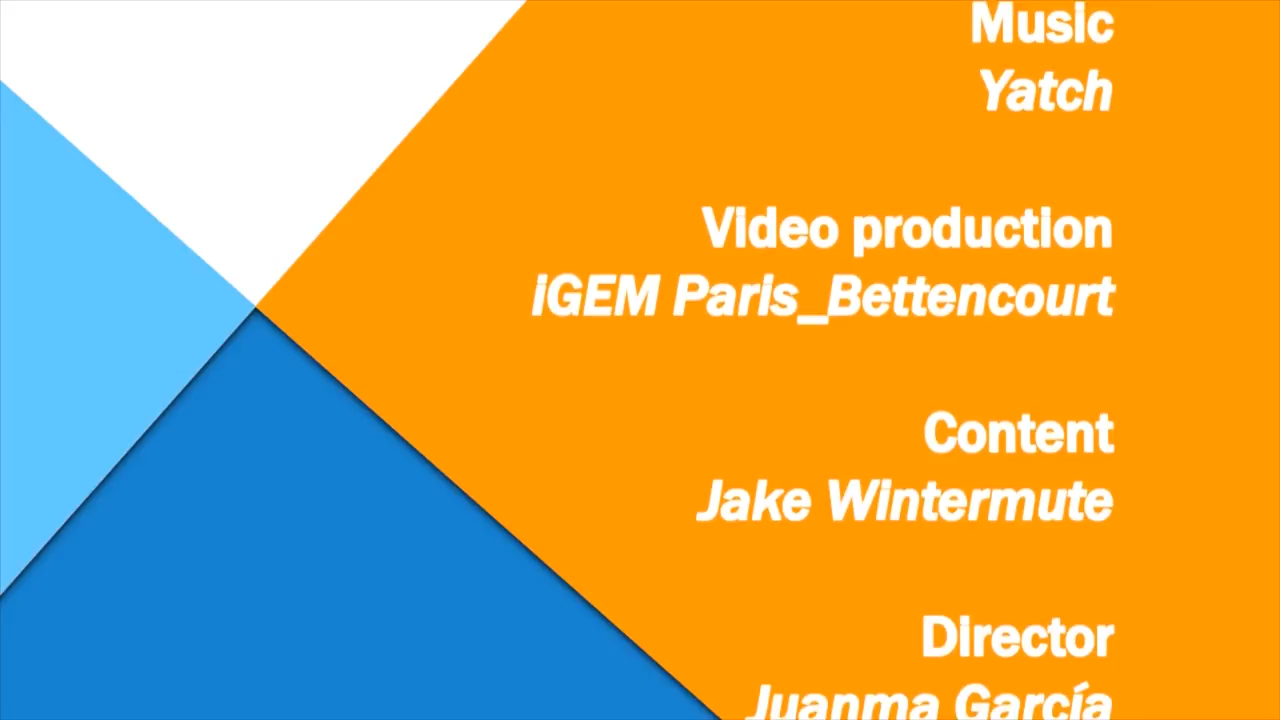 Music
Yatch
Video production
iGEM Paris_Bettencourt
Content
Jake Wintermute
Director
Juanma García